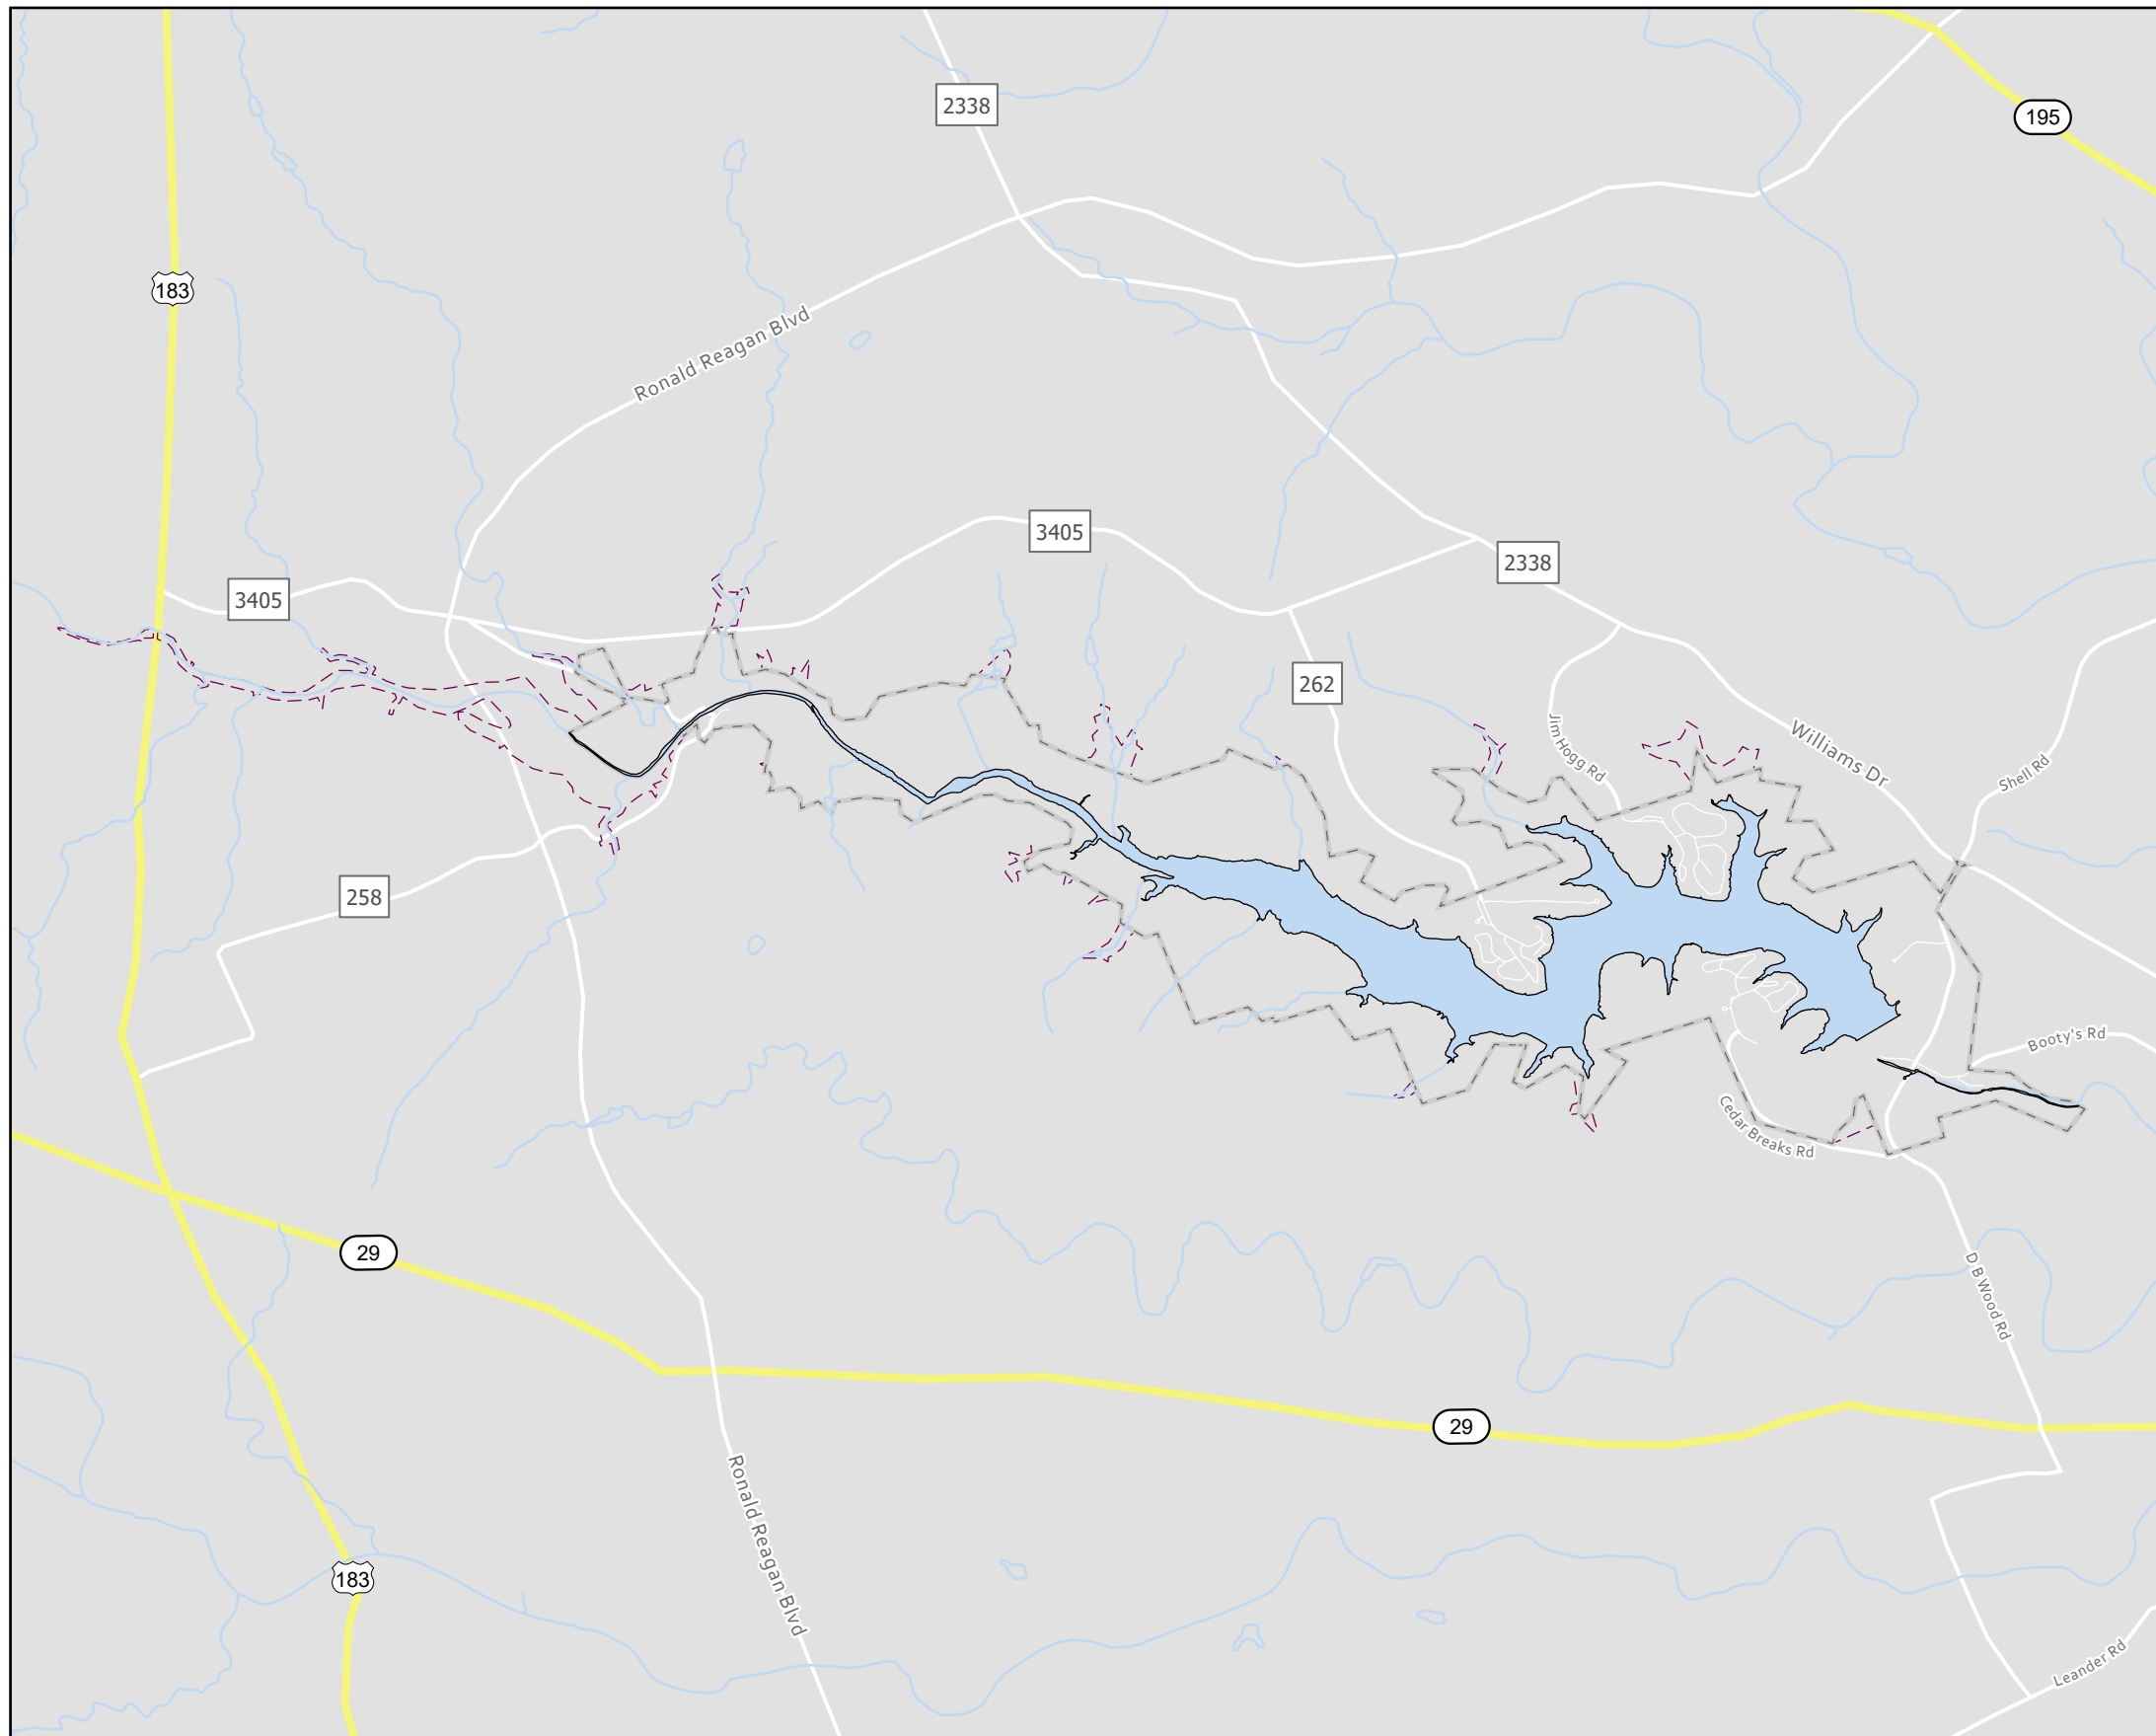 2338
195
183
Ronald Reagan Blvd
3405
2338
3405
262
Jim Hogg Rd
Williams Dr
Shell Rd
258
Booty's Rd
Cedar Breaks Rd
29
D B Wood Rd
29
Ronald Reagan Blvd
183
Leander Rd